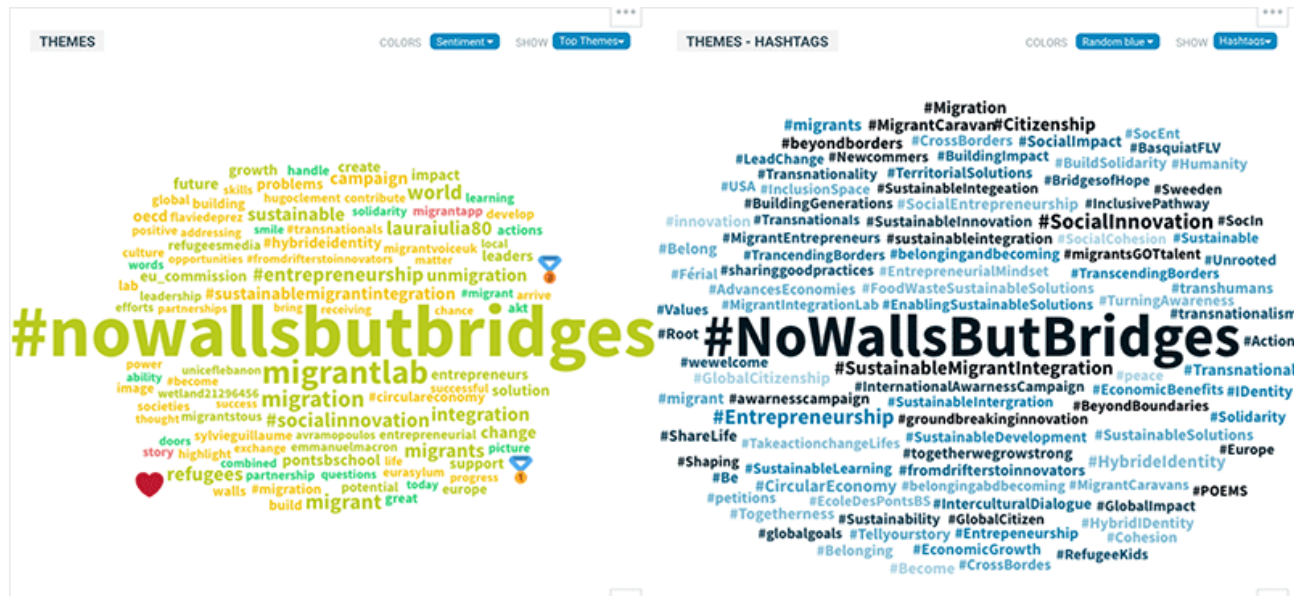 THEMES
COLORS Sentiment SHOW Top Themes
growth handle create
future skills problems campaign impact
global building hugoclement contribute world learning
oecd flaviedeprez sustainable solidarity migrantapp develop
positive addressing smile #transnationals lauraiulia80 actions
refugeesmedia #hybrideidentity migrantvoiceuk local
culture opportunities #fromdrifterstoinnovators matter leaders
words eu_commission #entrepreneurship unmigration
lab leadership #sustainablemigrantintegration #migrant arrive
efforts partnerships bring receiving chance akt
#nowallsbutbridges
power uniceflebanon migrantlab entrepreneurs
ability #become
image wetland21296456 migration #circulareconomy successful solution
societies success
thought migrantstous #socialinnovation integration
doors sylvieguillaume avramopoulos entrepreneurial change
story highlight exchange emmanuelmacron migrants picture
combined pontsbschool life support
refugees partnership questions eurasylum progress
walls #migration potential today europe
build migrant great
THEMES - HASHTAGS
COLORS Random blue SHOW Hashtags
#Migration
#migrants #MigrantCaravan #Citizenship
#beyondborders #CrossBorders #SocialImpact #SocEnt
#LeadChange #Newcommers #BuildingImpact #BasquiatFLV
#BuildSolidarity #Humanity
#Transnationality #TerritorialSolutions #BridgesofHope
#USA #InclusionSpace #SustainableIntegeation #Sweeden
#BuildingGenerations #SocialEntrepreneurship #InclusivePathway
#innovation #Transnationals #SustainableInnovation #SocialInnovation #SocIn
#Belong #MigrantEntrepreneurs #sustainableintegration #SocialCohesion #Sustainable
#TrancendingBorders #belongingandbecoming #migrantsGOTtalent #Unrooted
#Férial #sharinggoodpractices #EntrepreneurialMindset #TranscendingBorders
#AdvancesEconomies #FoodWasteSustainableSolutions #transhumans
#Values #MigrantIntegrationLab #EnablingSustainableSolutions #TurningAwareness
#transnationalism
#Root #NoWallsButBridges #Action
#wewelcome #SustainableMigrantIntegration #peace #Transnational
#GlobalCitizenship #InternationalAwarnessCampaign #EconomicBenefits #IDentity
#migrant #awarnesscampaign #SustainableIntergration #BeyondBoundaries
#Entrepreneurship #groundbreakinginnovation #Solidarity
#ShareLife #TakeactionchangeLifes #SustainableDevelopment #SustainableSolutions
#togetherwegrowstrong #Europe
#Shaping #SustainableLearning #fromdrifterstoinnovators #HybrideIdentity
#Be #CircularEconomy #belongingabdbecoming #MigrantCaravans #POEMS
#petitions #EcoleDesPontsBS #InterculturalDialogue #GlobalImpact
#Togetherness #Sustainability #GlobalCitizen #HybridIDentity
#globalgoals #Tellyourstory #Entrepeneurship #Cohesion
#Belonging #EconomicGrowth #RefugeeKids
#Become #CrossBordes